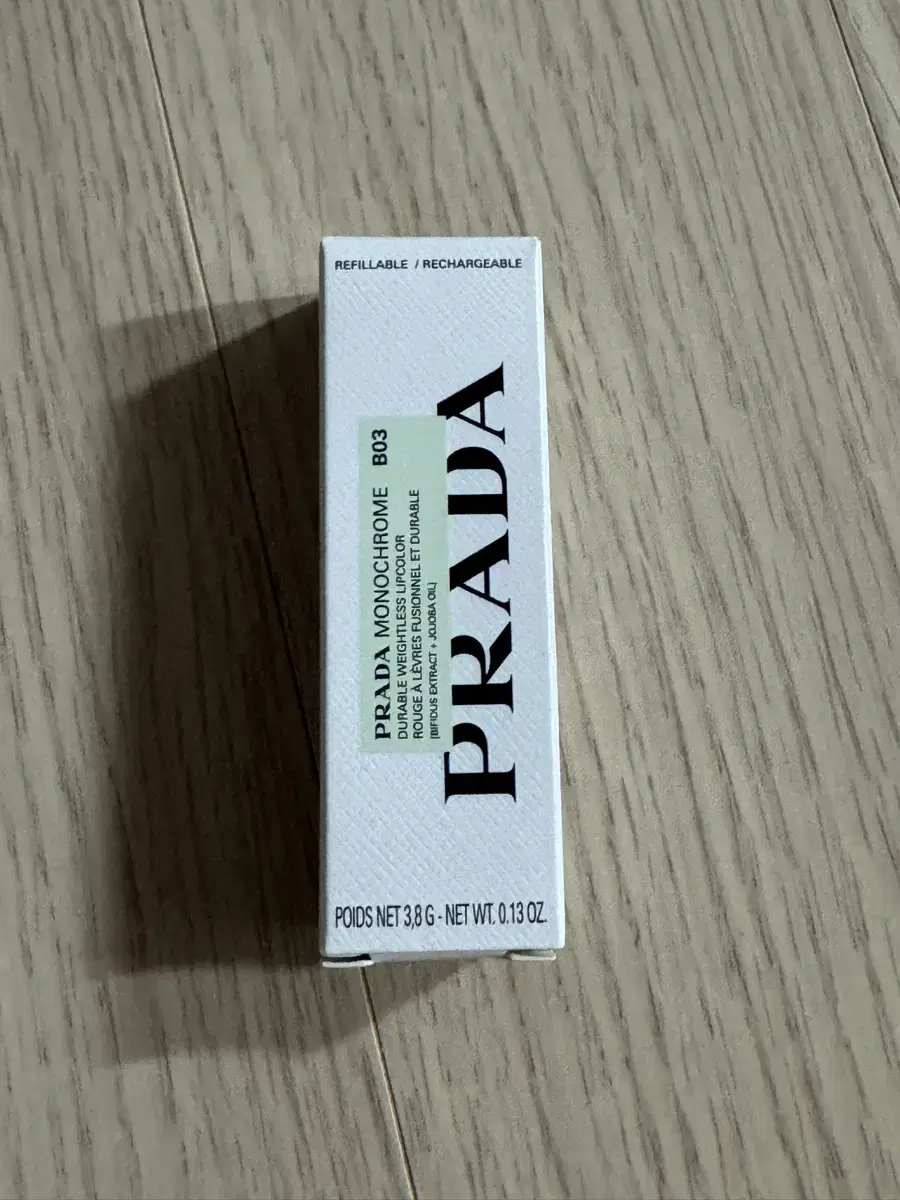 REFILLABLE / RECHARGEABLE
PRADA MONOCHROME B03
DURABLE WEIGHTLESS LIPCOLOR
ROUGE À LÈVRES FUSIONNEL ET DURABLE
[BIFIDUS EXTRACT + JOJOBA OIL]
PRADA
POIDS NET 3,8 G - NET WT. 0.13 OZ.